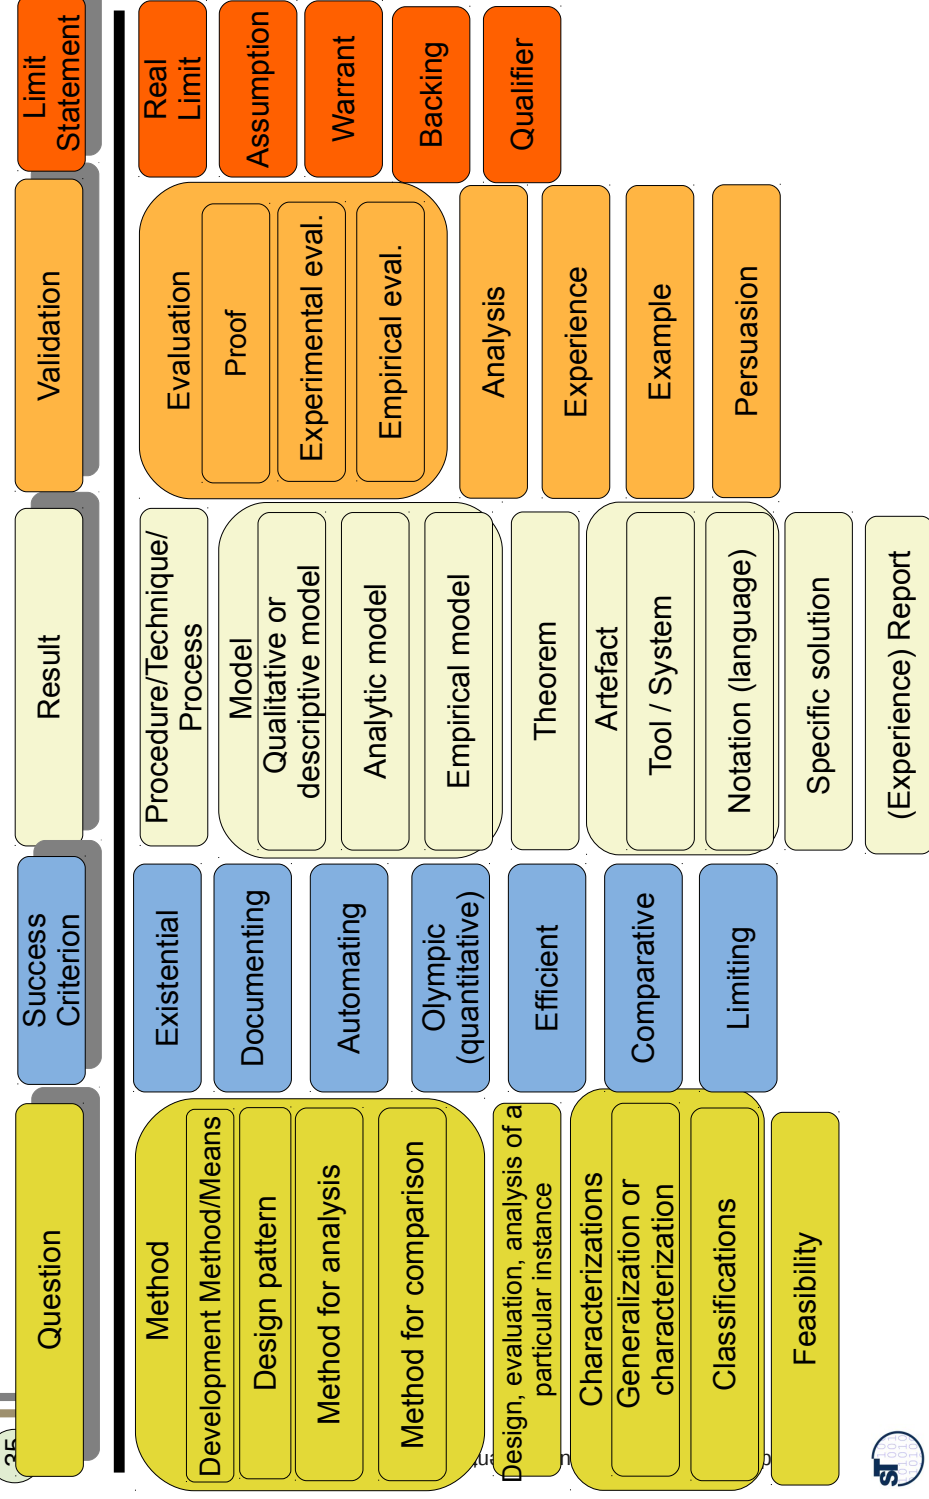 35
Question
Success
Criterion
Result
Validation
Limit
Statement
Method
Development Method/Means
Design pattern
Method for analysis
Method for comparison
Design, evaluation, analysis of a
particular instance
Characterizations
Generalization or
characterization
Classifications
Feasibility
Existential
Documenting
Automating
Olympic
(quantitative)
Efficient
Comparative
Limiting
Procedure/Technique/
Process
Model
Qualitative or
descriptive model
Analytic model
Empirical model
Theorem
Artefact
Tool / System
Notation (language)
Specific solution
(Experience) Report
Evaluation
Proof
Experimental eval.
Empirical eval.
Analysis
Experience
Example
Persuasion
Real
Limit
Assumption
Warrant
Backing
Qualifier
ST